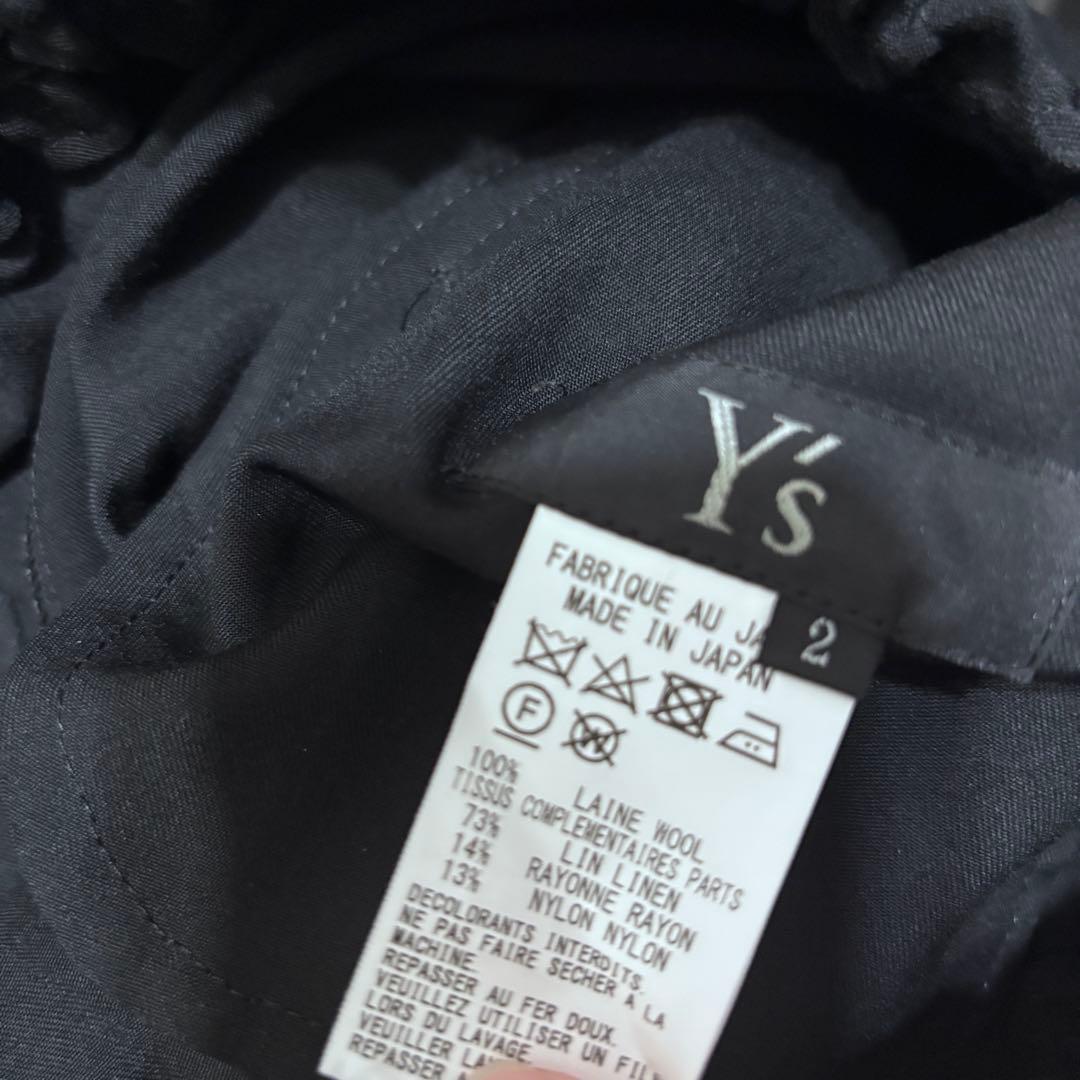 Y's
2
FABRIQUE AU JA
MADE IN JAPAN
F
W
100% LAINE WOOL
TISSUS COMPLEMENTAIRES PARTS
73% LIN LINEN
14% RAYONNE RAYON
13% NYLON NYLON
DECOLORANTS INTERDITS.
NE PAS FAIRE SECHER A LA
MACHINE.
REPASSER AU FER DOUX.
VEUILLEZ UTILISER UN
LORS DU LAVAGE.
VEUILLER
REPASSER